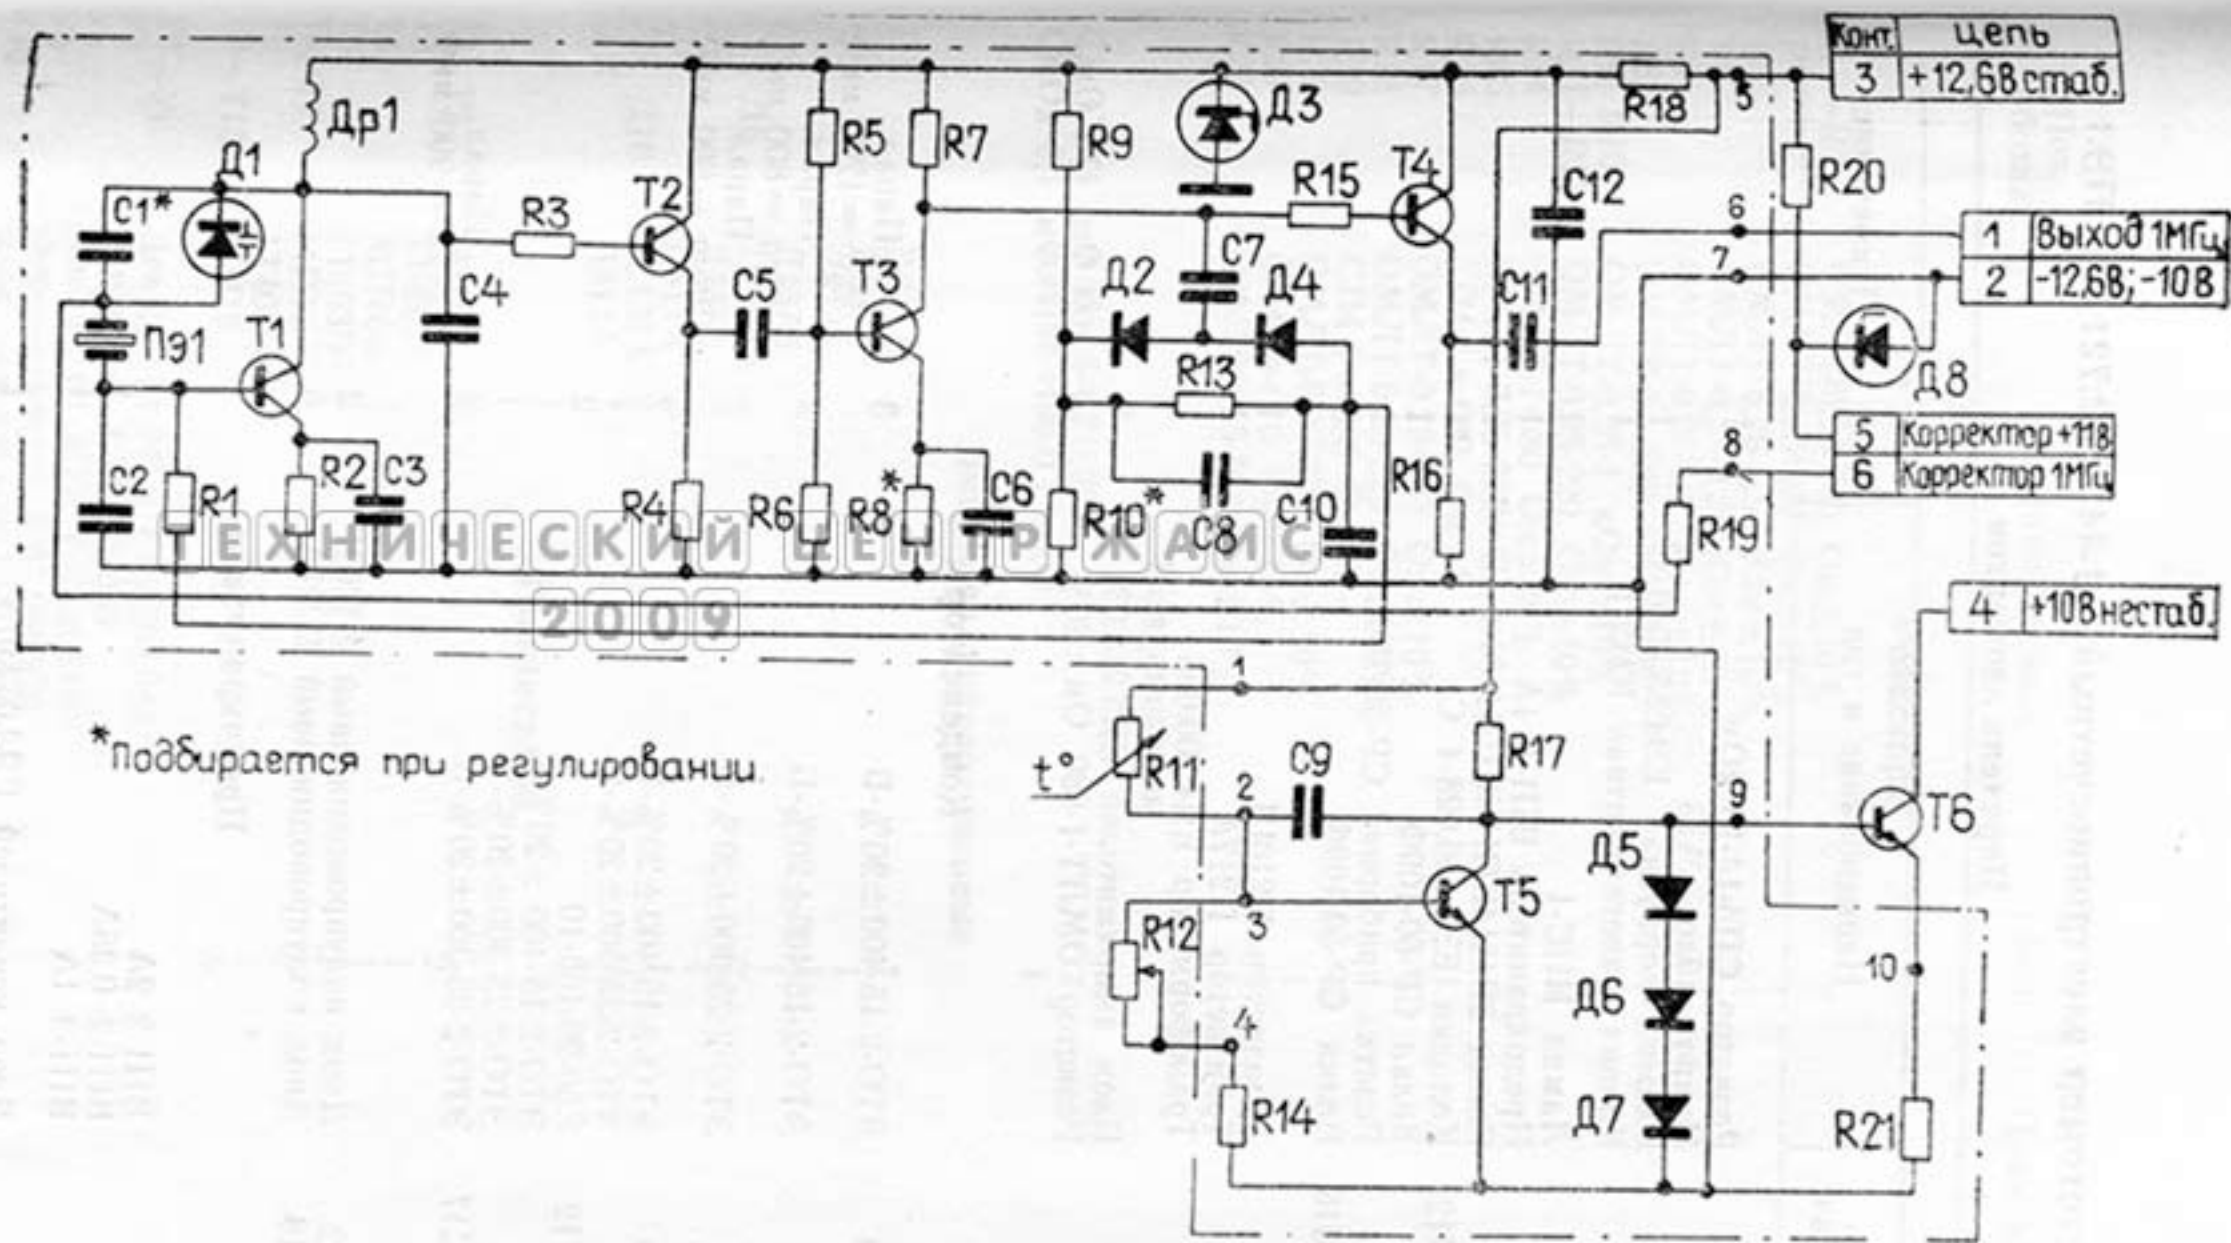 Конт. цепь
3 +12,6В стаб.
Др1
Д1
С1*
R3
Т2
R5
R7
R9
Д3
R15
Т4
С12
R18
5
R20
6
1 Выход 1МГц
7
2 -12,6В; -10В
Пэ1
Т1
С4
С5
Т3
Д2
С7
Д4
С11
Д8
R13
5 Корректор +11В
8
6 Корректор 1МГц
С2
R1
R2
С3
R4
R6
R8*
С6
R10*
С8
С10
R16
R19
ТЕХНИЧЕСКИЙ ЦЕНТР ЖАИС
2009
4 +10В нестаб.
1
*Подбирается при регулировании.
t°
R11
2
С9
R17
9
Т6
Д5
R12
3
Т5
10
Д6
4
R14
Д7
R21